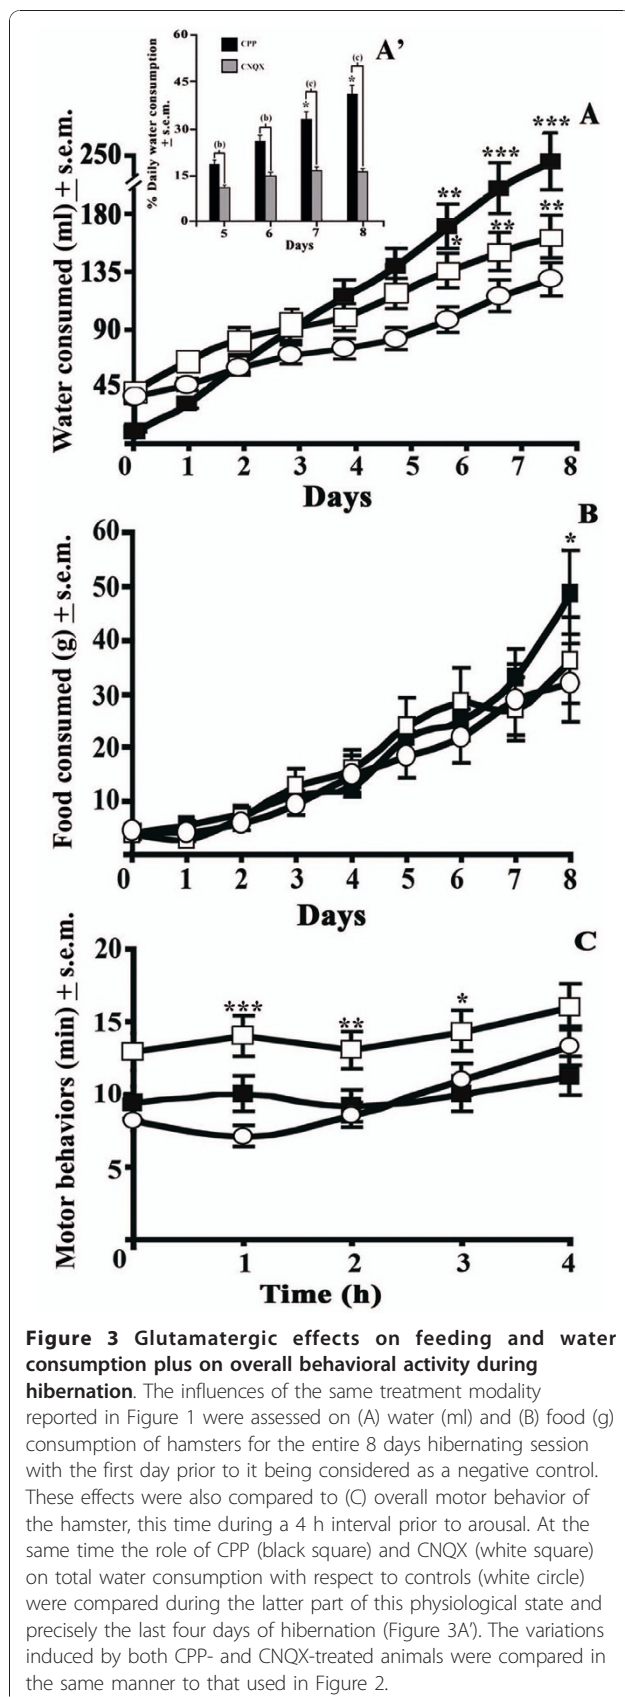 A'
CPP
CNQX
% Daily water consumption
± s.e.m.
60
45
30
15
0
(b)
(b)
(c)
(c)
*
*
5
6
7
8
Days
A
Water consumed (ml) ± s.e.m.
250
180
135
90
45
**
***
***
*
**
**
0 1 2 3 4 5 6 7 8
Days
B
Food consumed (g) ± s.e.m.
60
50
40
30
20
10
*
0 1 2 3 4 5 6 7 8
Days
C
Motor behaviors (min) ± s.e.m.
20
15
10
5
***
**
*
0 1 2 3 4
Time (h)
Figure 3 Glutamatergic effects on feeding and water
consumption plus on overall behavioral activity during
hibernation. The influences of the same treatment modality
reported in Figure 1 were assessed on (A) water (ml) and (B) food (g)
consumption of hamsters for the entire 8 days hibernating session
with the first day prior to it being considered as a negative control.
These effects were also compared to (C) overall motor behavior of
the hamster, this time during a 4 h interval prior to arousal. At the
same time the role of CPP (black square) and CNQX (white square)
on total water consumption with respect to controls (white circle)
were compared during the latter part of this physiological state and
precisely the last four days of hibernation (Figure 3A'). The variations
induced by both CPP- and CNQX-treated animals were compared in
the same manner to that used in Figure 2.